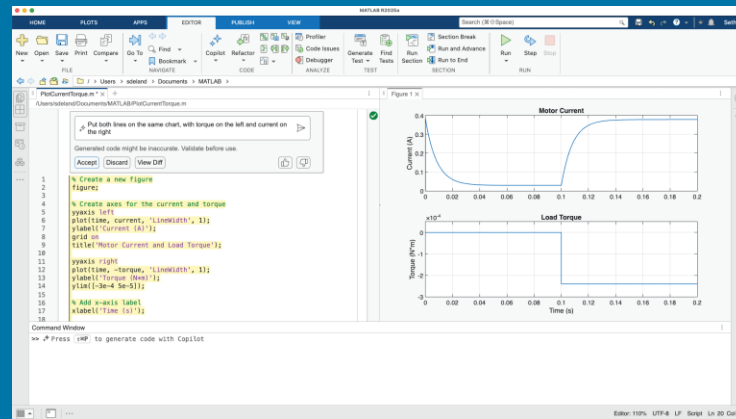 MATLAB R2025a
HOME PLOTS APPS EDITOR PUBLISH VIEW
Search (⌘⇧Space)
New Open Save Print Compare Go To Find Bookmark Copilot Refactor Profiler Code Issues Debugger Generate Test Find Tests Run Section Section Break Run and Advance Run to End Run Step Stop
FILE NAVIGATE CODE ANALYZE TEST SECTION RUN
/ › Users › sdeland › Documents › MATLAB ›
PlotCurrentTorque.m * × +
/Users/sdeland/Documents/MATLAB/PlotCurrentTorque.m
Put both lines on the same chart, with torque on the left and current on
the right
Generated code might be inaccurate. Validate before use.
Accept Discard View Diff
1 % Create a new figure
2 figure;
3
4 % Create axes for the current and torque
5 yyaxis left
6 plot(time, current, 'LineWidth', 1);
7 ylabel('Current (A)');
8 grid on
9 title('Motor Current and Load Torque');
10
11 yyaxis right
12 plot(time, -torque, 'LineWidth', 1);
13 ylabel('Torque (N*m)');
14 ylim([-3e-4 5e-5]);
15
16 % Add x-axis label
17 xlabel('Time (s)');
18
Figure 1 ×
Motor Current
Current (A)
0.4
0.3
0.2
0.1
0
0 0.02 0.04 0.06 0.08 0.1 0.12 0.14 0.16 0.18 0.2
×10⁻⁴
Load Torque
Torque (N*m)
0
-1
-2
-3
0 0.02 0.04 0.06 0.08 0.1 0.12 0.14 0.16 0.18 0.2
Time (s)
Command Window
>> Press ⇧⌘P to generate code with Copilot
Editor: 110% UTF-8 LF Script Ln 20 Col